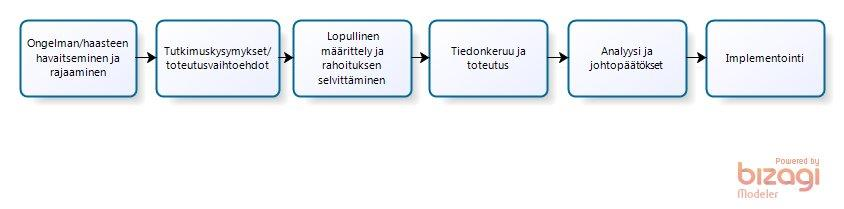 Ongelman/haasteen
havaitseminen ja
rajaaminen
Tutkimuskysymykset/
toteutusvaihtoehdot
Lopullinen
määrittely ja
rahoituksen
selvittäminen
Tiedonkeruu ja
toteutus
Analyysi ja
johtopäätökset
Implementointi
Powered by
bizagi
Modeler